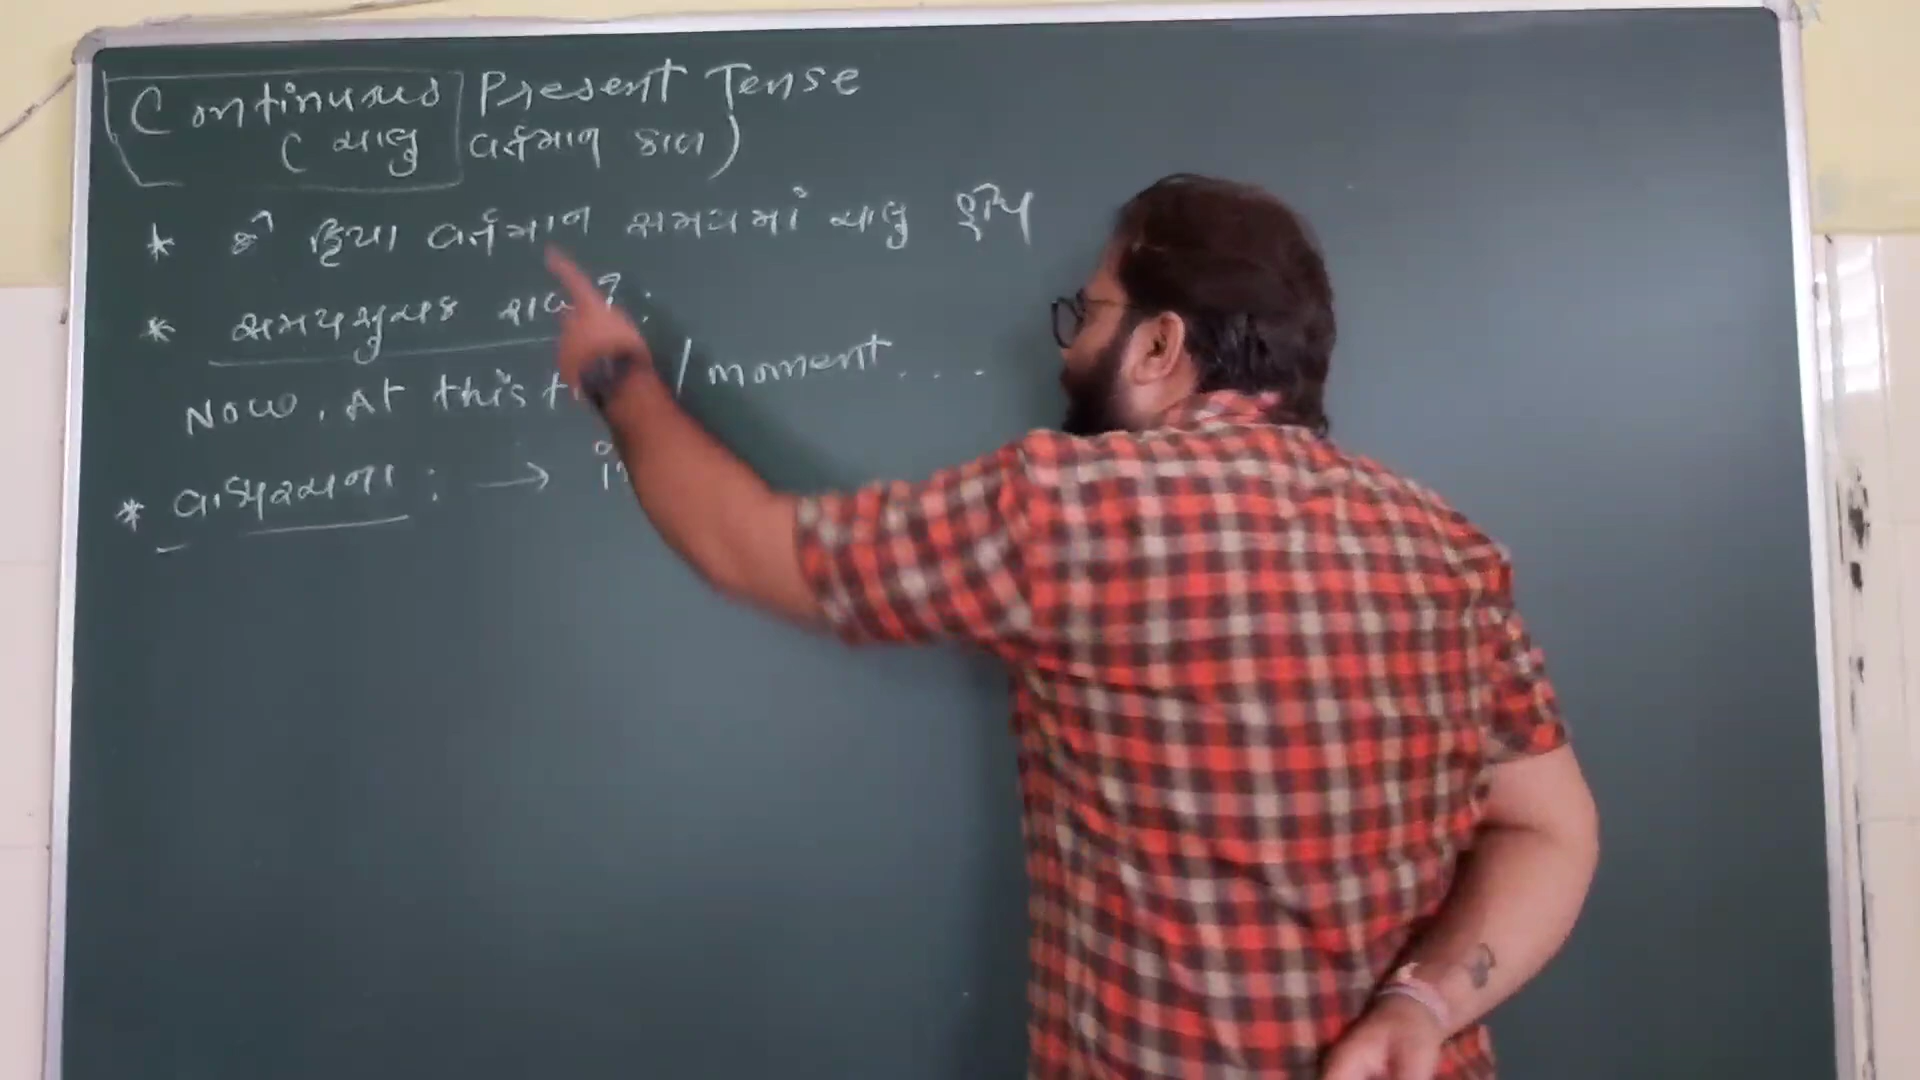 Continuous Present Tense
(ચાલુ વર્તમાન કાળ)
* જે ક્રિયા વર્તમાન સમયમાં ચાલુ હોય
* સમયસુચક શબ્દો :
Now, At this / moment....
* વાક્યરચના : →